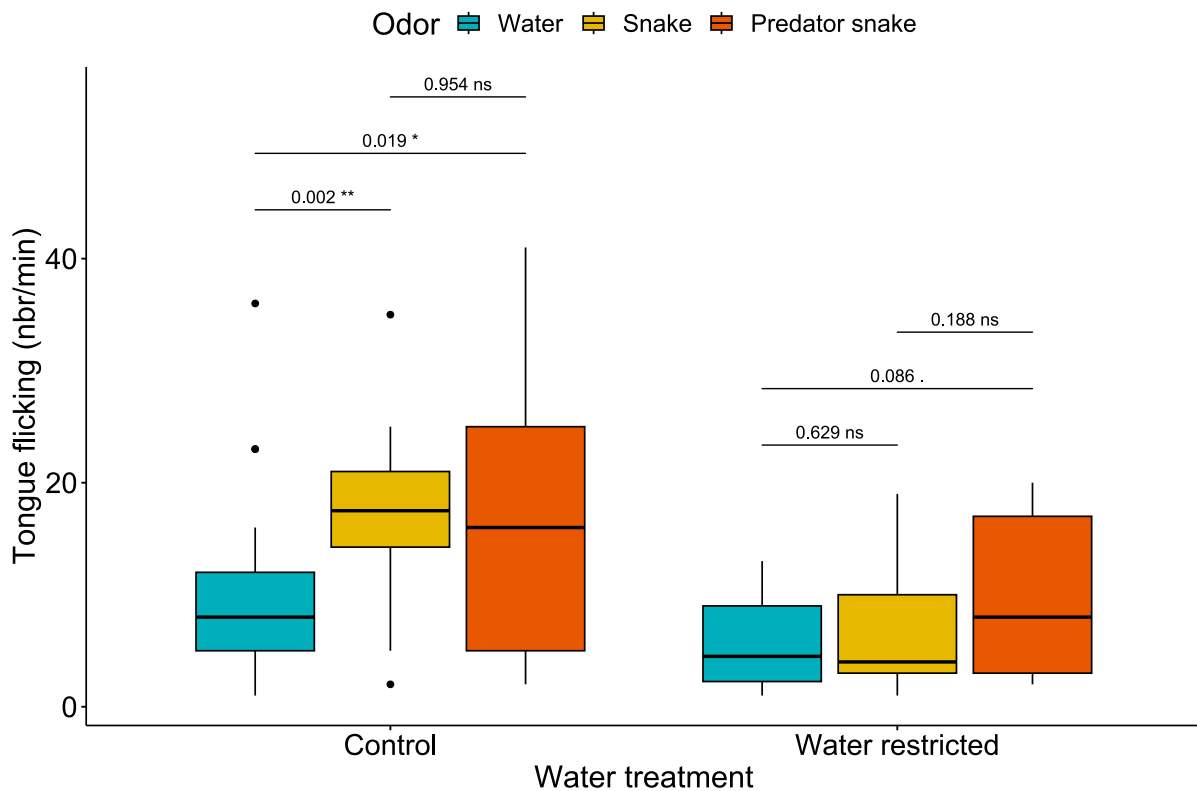 Odor Water Snake Predator snake
0.954 ns
0.019 *
0.002 **
0.188 ns
0.086 .
0.629 ns
40
20
0
Tongue flicking (nbr/min)
Control Water restricted
Water treatment